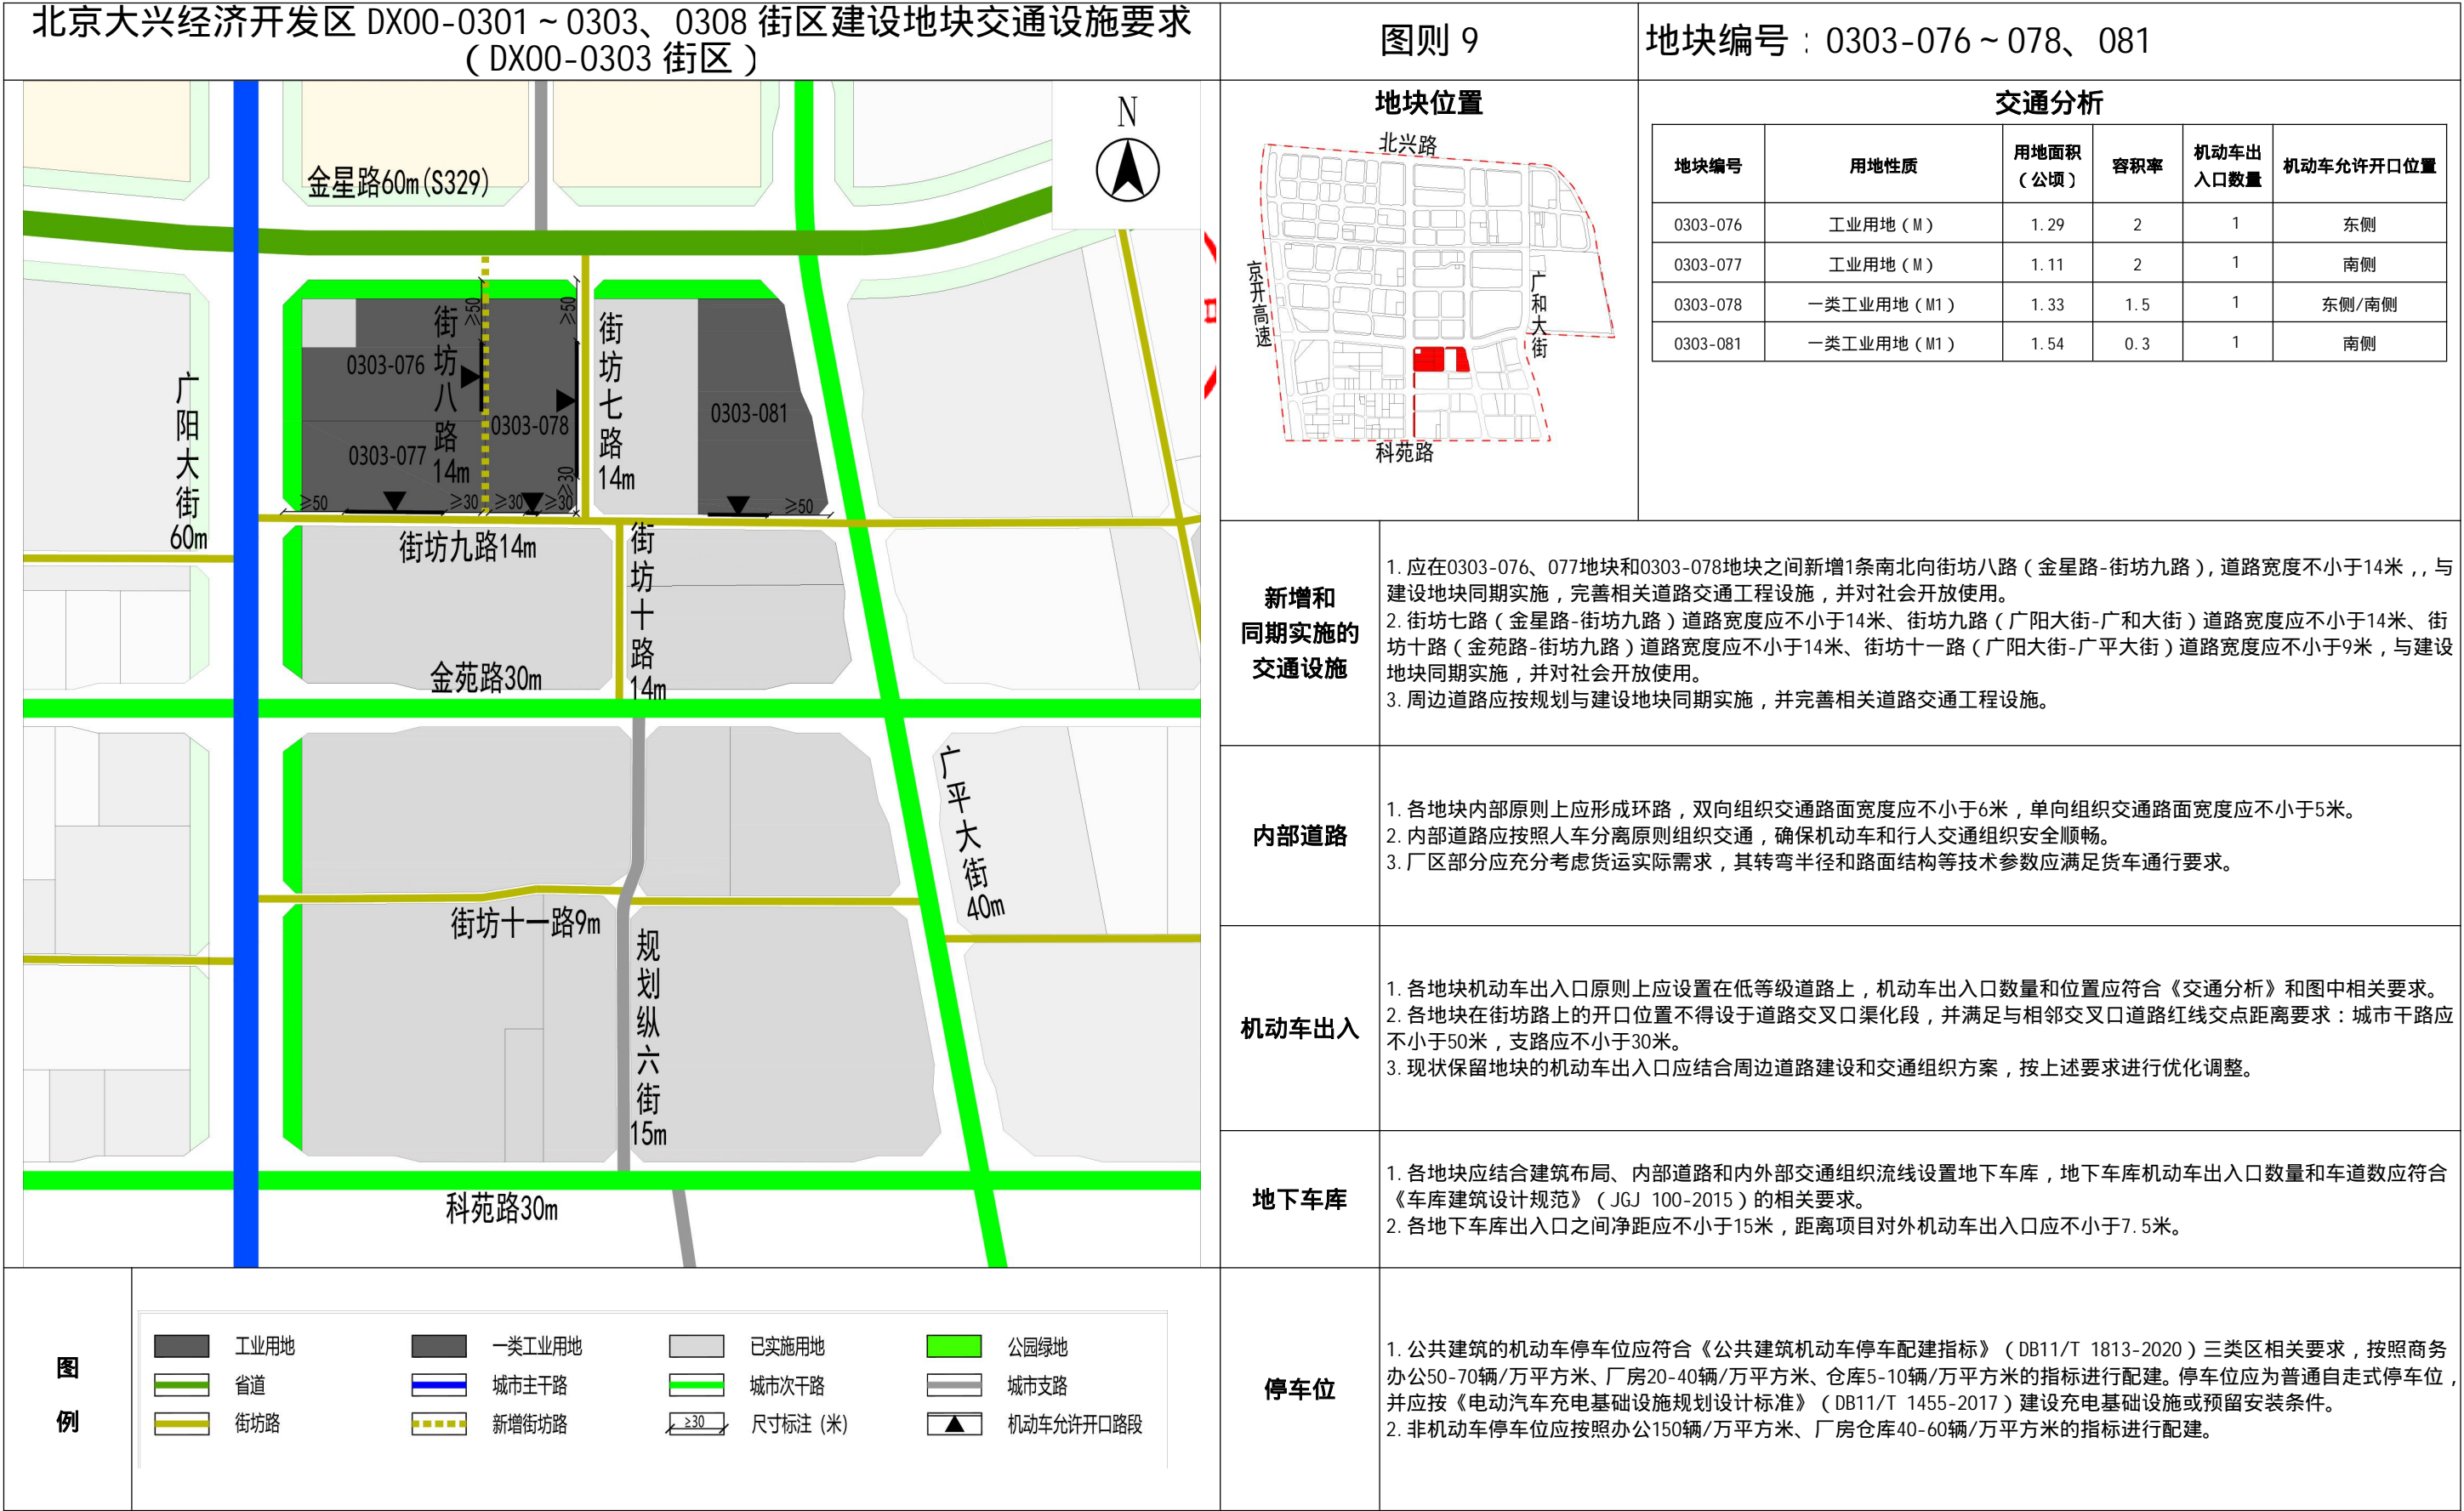 北京大兴经济开发区 DX00-0301～0303、0308 街区建设地块交通设施要求
（DX00-0303 街区）
图则 9
地块编号：0303-076～078、081
N
金星路60m(S329)
广阳大街60m
街坊八路14m
街坊七路14m
0303-076
0303-077
0303-078
0303-081
≥50
≥50
≥30
≥50
≥30
≥30
≥30
≥50
街坊九路14m
街坊十路14m
金苑路30m
广平大街40m
街坊十一路9m
规划纵六街15m
科苑路30m
地块位置
北兴路
京开高速
广和大街
科苑路
交通分析
地块编号 用地性质 用地面积（公顷） 容积率 机动车出入口数量 机动车允许开口位置
0303-076 工业用地（M） 1.29 2 1 东侧
0303-077 工业用地（M） 1.11 2 1 南侧
0303-078 一类工业用地（M1） 1.33 1.5 1 东侧/南侧
0303-081 一类工业用地（M1） 1.54 0.3 1 南侧
新增和
同期实施的
交通设施
1.应在0303-076、077地块和0303-078地块之间新增1条南北向街坊八路（金星路-街坊九路），道路宽度不小于14米，，与
建设地块同期实施，完善相关道路交通工程设施，并对社会开放使用。
2.街坊七路（金星路-街坊九路）道路宽度应不小于14米、街坊九路（广阳大街-广和大街）道路宽度应不小于14米、街
坊十路（金苑路-街坊九路）道路宽度应不小于14米、街坊十一路（广阳大街-广平大街）道路宽度应不小于9米，与建设
地块同期实施，并对社会开放使用。
3.周边道路应按规划与建设地块同期实施，并完善相关道路交通工程设施。
内部道路
1.各地块内部原则上应形成环路，双向组织交通路面宽度应不小于6米，单向组织交通路面宽度应不小于5米。
2.内部道路应按照人车分离原则组织交通，确保机动车和行人交通组织安全顺畅。
3.厂区部分应充分考虑货运实际需求，其转弯半径和路面结构等技术参数应满足货车通行要求。
机动车出入
1.各地块机动车出入口原则上应设置在低等级道路上，机动车出入口数量和位置应符合《交通分析》和图中相关要求。
2.各地块在街坊路上的开口位置不得设于道路交叉口渠化段，并满足与相邻交叉口道路红线交点距离要求：城市干路应
不小于50米，支路应不小于30米。
3.现状保留地块的机动车出入口应结合周边道路建设和交通组织方案，按上述要求进行优化调整。
地下车库
1.各地块应结合建筑布局、内部道路和内外部交通组织流线设置地下车库，地下车库机动车出入口数量和车道数应符合
《车库建筑设计规范》（JGJ 100-2015）的相关要求。
2.各地下车库出入口之间净距应不小于15米，距离项目对外机动车出入口应不小于7.5米。
停车位
1.公共建筑的机动车停车位应符合《公共建筑机动车停车配建指标》（DB11/T 1813-2020）三类区相关要求，按照商务
办公50-70辆/万平方米、厂房20-40辆/万平方米、仓库5-10辆/万平方米的指标进行配建。停车位应为普通自走式停车位，
并应按《电动汽车充电基础设施规划设计标准》（DB11/T 1455-2017）建设充电基础设施或预留安装条件。
2.非机动车停车位应按照办公150辆/万平方米、厂房仓库40-60辆/万平方米的指标进行配建。
图
例
工业用地 一类工业用地 已实施用地 公园绿地
省道 城市主干路 城市次干路 城市支路
街坊路 新增街坊路 ≥30 尺寸标注 (米) 机动车允许开口路段